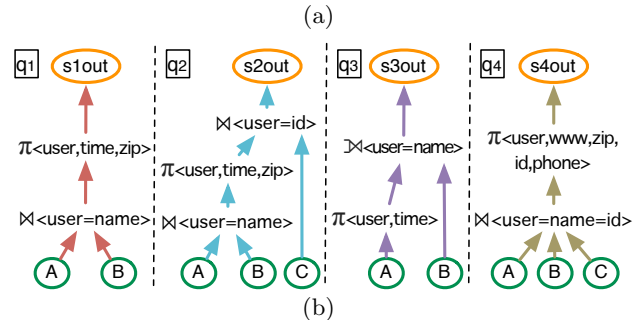 (a)
q1 s1out q2 s2out q3 s3out q4 s4out
⋈<user=id>
π<user,time,zip> ⟕<user=name> π<user,www,zip,
π<user,time,zip> id,phone>
⋈<user=name> ⋈<user=name> π<user,time> ⋈<user=name=id>
A B A B C A B A B C
(b)